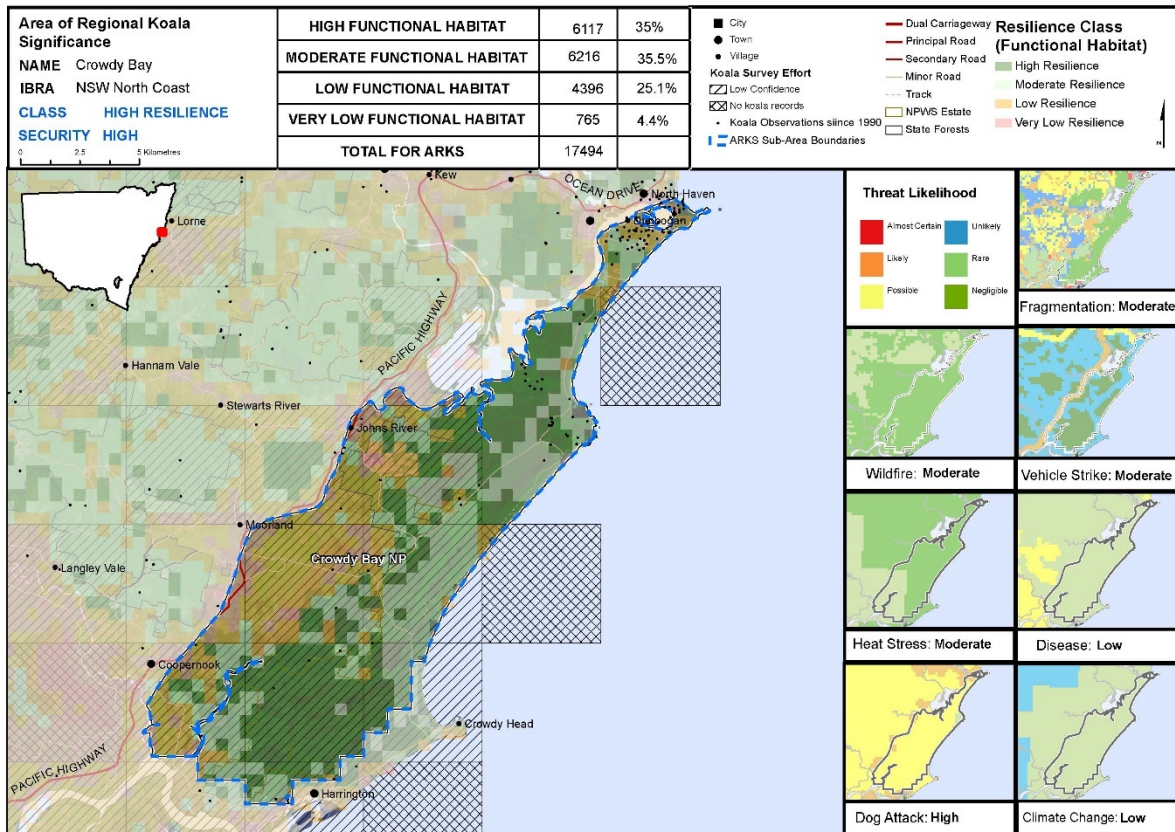 Area of Regional Koala
Significance
NAME Crowdy Bay
IBRA NSW North Coast
CLASS HIGH RESILIENCE
SECURITY HIGH
0 2.5 5 Kilometres
HIGH FUNCTIONAL HABITAT 6117 35%
MODERATE FUNCTIONAL HABITAT 6216 35.5%
LOW FUNCTIONAL HABITAT 4396 25.1%
VERY LOW FUNCTIONAL HABITAT 765 4.4%
TOTAL FOR ARKS 17494
City
Town
Village
Koala Survey Effort
Low Confidence
No koala records
Koala Observations siince 1990
ARKS Sub-Area Boundaries
Dual Carriageway
Principal Road
Secondary Road
Minor Road
Track
NPWS Estate
State Forests
Resilience Class
(Functional Habitat)
High Resilience
Moderate Resilience
Low Resilience
Very Low Resilience
N
Kew
OCEAN DRIVE
North Haven
Lorne
Dunbogan
PACIFIC HIGHWAY
Hannam Vale
Stewarts River
Johns River
Moorland
Crowdy Bay NP
Langley Vale
Coopernook
Crowdy Head
PACIFIC HIGHWAY
Harrington
Threat Likelihood
Almost Certain
Unlikely
Likely
Rare
Possible
Negligible
Fragmentation: Moderate
Wildfire: Moderate
Vehicle Strike: Moderate
Heat Stress: Moderate
Disease: Low
Dog Attack: High
Climate Change: Low